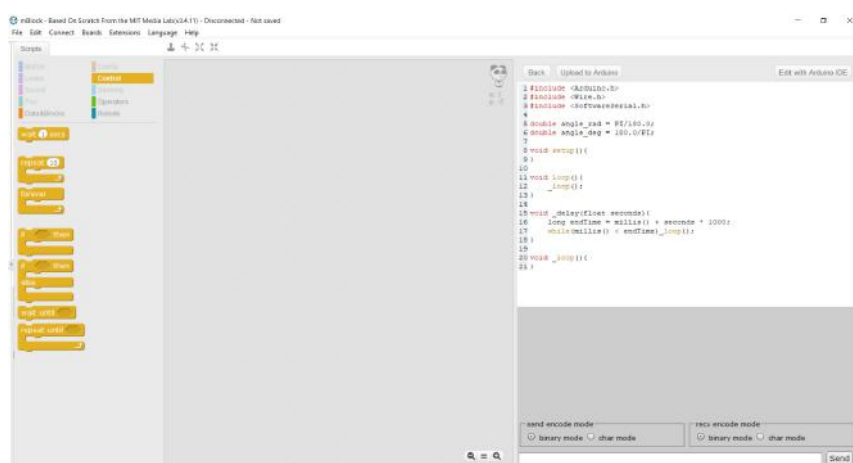 mBlock - Based On Scratch From the MIT Media Lab(v3.4.11) - Disconnected - Not saved
File Edit Connect Boards Extensions Language Help
Scripts
Control
Operators
Data&Blocks
Robots
wait 1 secs
repeat 10
forever
if then
if then
else
wait until
repeat until
Back
Upload to Arduino
Edit with Arduino IDE
1 #include <Arduino.h>
2 #include <Wire.h>
3 #include <SoftwareSerial.h>
4
5 double angle_rad = PI/180.0;
6 double angle_deg = 180.0/PI;
7
8 void setup(){
9 }
10
11 void loop(){
12 _loop();
13 }
14
15 void _delay(float seconds){
16 long endTime = millis() + seconds * 1000;
17 while(millis() < endTime)_loop();
18 }
19
20 void _loop(){
21 }
send encode mode
binary mode char mode
recv encode mode
binary mode char mode
Send